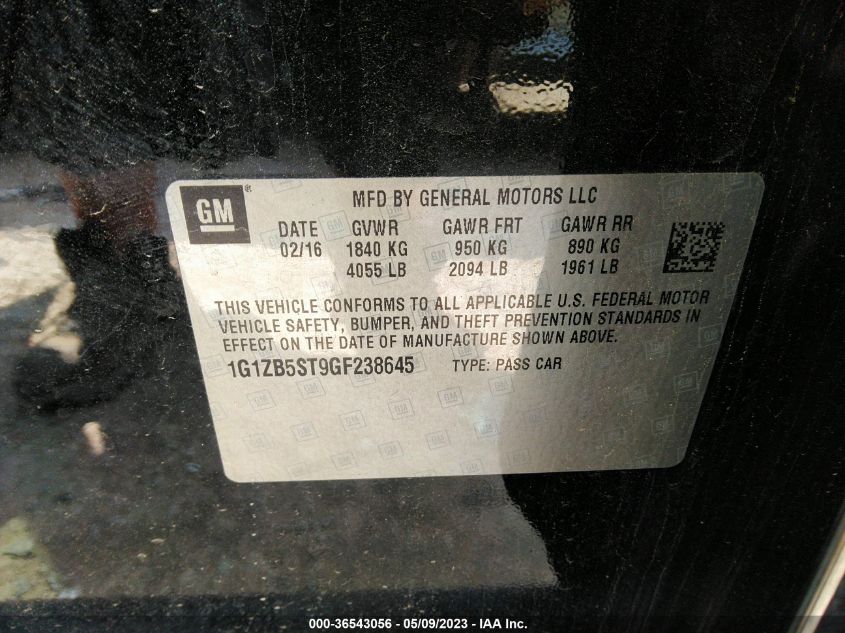 GM ®
MFD BY GENERAL MOTORS LLC
DATE GVWR GAWR FRT GAWR RR
02/16 1840 KG 950 KG 890 KG
4055 LB 2094 LB 1961 LB
THIS VEHICLE CONFORMS TO ALL APPLICABLE U.S. FEDERAL MOTOR
VEHICLE SAFETY, BUMPER, AND THEFT PREVENTION STANDARDS IN
EFFECT ON THE DATE OF MANUFACTURE SHOWN ABOVE.
1G1ZB5ST9GF238645 TYPE: PASS CAR
000-36543056 / 05/09/2023 - IAA Inc.